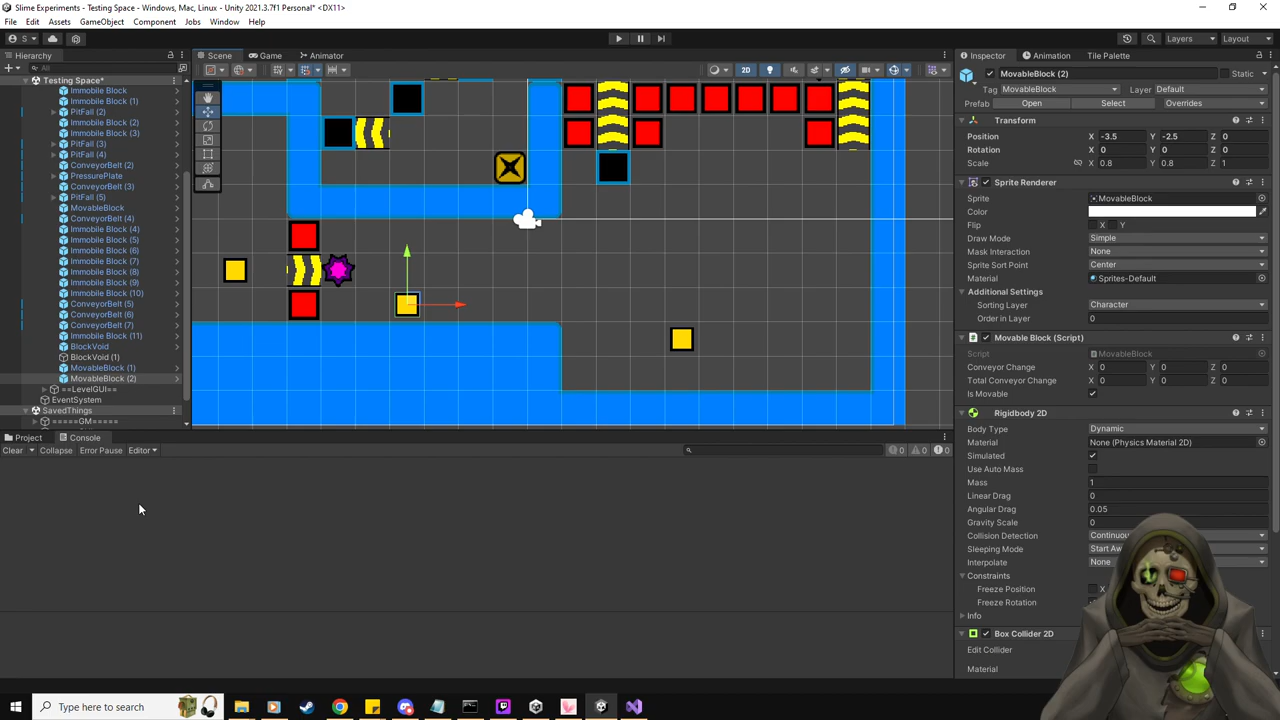 Slime Experiments - Testing Space - Windows, Mac, Linux - Unity 2021.3.7f1 Personal* <DX11>
File Edit Assets GameObject Component Jobs Window Help
S
Layers Layout
Hierarchy
Scene Game Animator
Inspector Animation Tile Palette
All
2D
Testing Space*
Immobile Block
Immobile Block (1)
PitFall (2)
Immobile Block (2)
Immobile Block (3)
PitFall (3)
PitFall (4)
ConveyorBelt (2)
PressurePlate
ConveyorBelt (3)
PitFall (5)
MovableBlock
ConveyorBelt (4)
Immobile Block (4)
Immobile Block (5)
Immobile Block (6)
Immobile Block (7)
Immobile Block (8)
Immobile Block (9)
Immobile Block (10)
ConveyorBelt (5)
ConveyorBelt (6)
ConveyorBelt (7)
Immobile Block (11)
BlockVoid
BlockVoid (1)
MovableBlock (1)
MovableBlock (2)
==LevelGUI==
EventSystem
SavedThings
=====GM=====
MovableBlock (2) Static
Tag MovableBlock Layer Default
Prefab Open Select Overrides
Transform
Position X -3.5 Y -2.5 Z 0
Rotation X 0 Y 0 Z 0
Scale X 0.8 Y 0.8 Z 1
Sprite Renderer
Sprite MovableBlock
Color
Flip X Y
Draw Mode Simple
Mask Interaction None
Sprite Sort Point Center
Material Sprites-Default
Additional Settings
Sorting Layer Character
Order in Layer 0
Movable Block (Script)
Script MovableBlock
Conveyor Change X 0 Y 0 Z 0
Total Conveyor Change X 0 Y 0 Z 0
Is Movable
Rigidbody 2D
Body Type Dynamic
Material None (Physics Material 2D)
Simulated
Use Auto Mass
Mass 1
Linear Drag 0
Angular Drag 0.05
Gravity Scale 0
Collision Detection Continuous
Sleeping Mode Start Aw
Interpolate None
Constraints
Freeze Position X
Freeze Rotation
Info
Box Collider 2D
Edit Collider
Material
Project Console
Clear Collapse Error Pause Editor
0 0 0
Type here to search